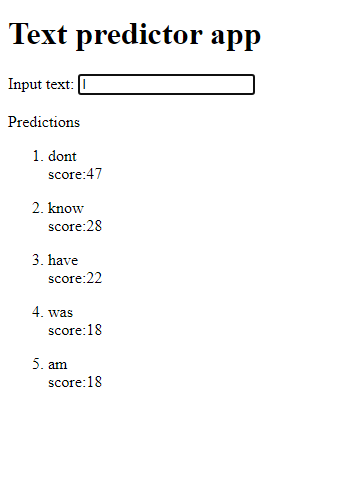 Text predictor app
Input text: I
Predictions
1. dont
score:47
2. know
score:28
3. have
score:22
4. was
score:18
5. am
score:18